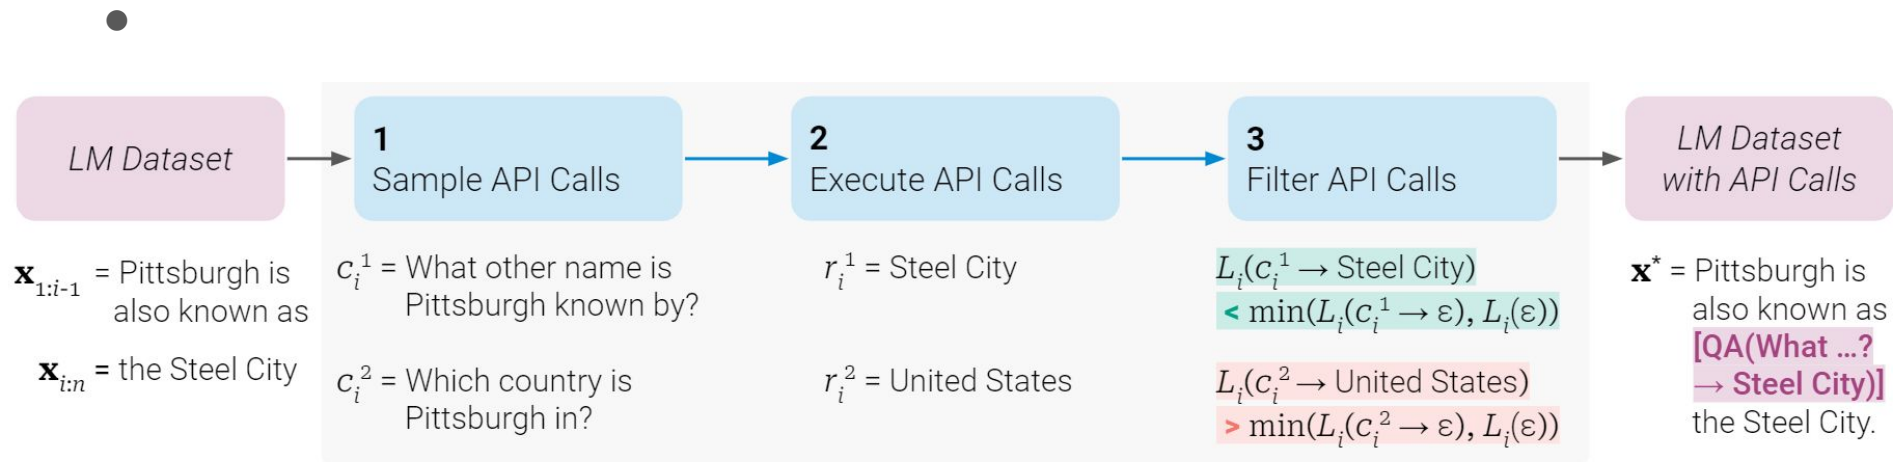 LM Dataset
1
Sample API Calls
2
Execute API Calls
3
Filter API Calls
LM Dataset
with API Calls
x1:i-1 = Pittsburgh is
also known as
xi:n = the Steel City
ci1 = What other name is
Pittsburgh known by?
ci2 = Which country is
Pittsburgh in?
ri1 = Steel City
ri2 = United States
Li(ci1 → Steel City)
< min(Li(ci1 → ε), Li(ε))
Li(ci2 → United States)
> min(Li(ci2 → ε), Li(ε))
x* = Pittsburgh is
also known as
[QA(What ...?
→ Steel City)]
the Steel City.